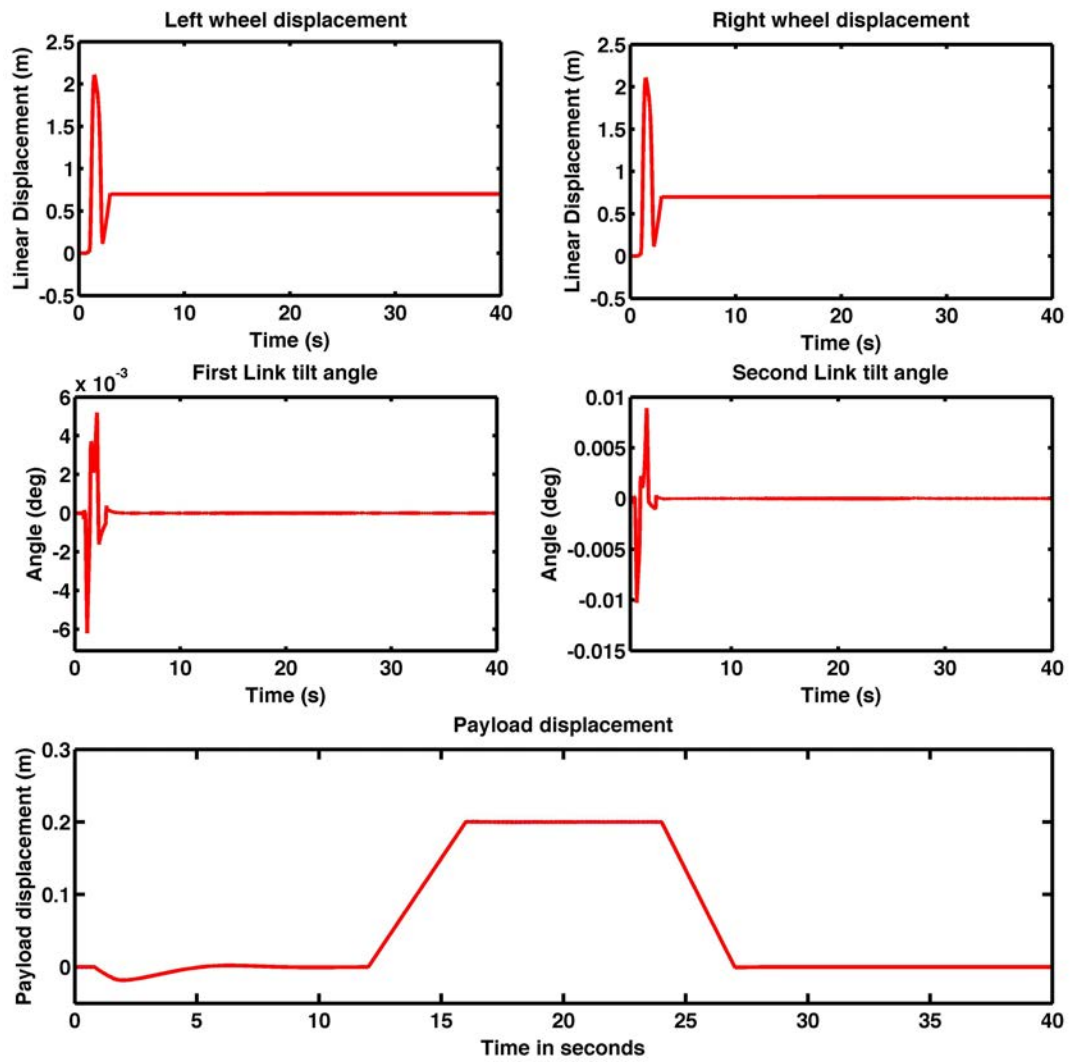 Left wheel displacement
Right wheel displacement
Linear Displacement (m)
2.5
2
1.5
1
0.5
0
-0.5
0 10 20 30 40
Time (s)
Linear Displacement (m)
2.5
2
1.5
1
0.5
0
-0.5
0 10 20 30 40
Time (s)
First Link tilt angle
x 10-3
Angle (deg)
6
4
2
0
-2
-4
-6
0 10 20 30 40
Time (s)
Second Link tilt angle
Angle (deg)
0.01
0.005
0
-0.005
-0.01
-0.015
10 20 30 40
Time (s)
Payload displacement
Payload displacement (m)
0.3
0.2
0.1
0
0 5 10 15 20 25 30 35 40
Time in seconds